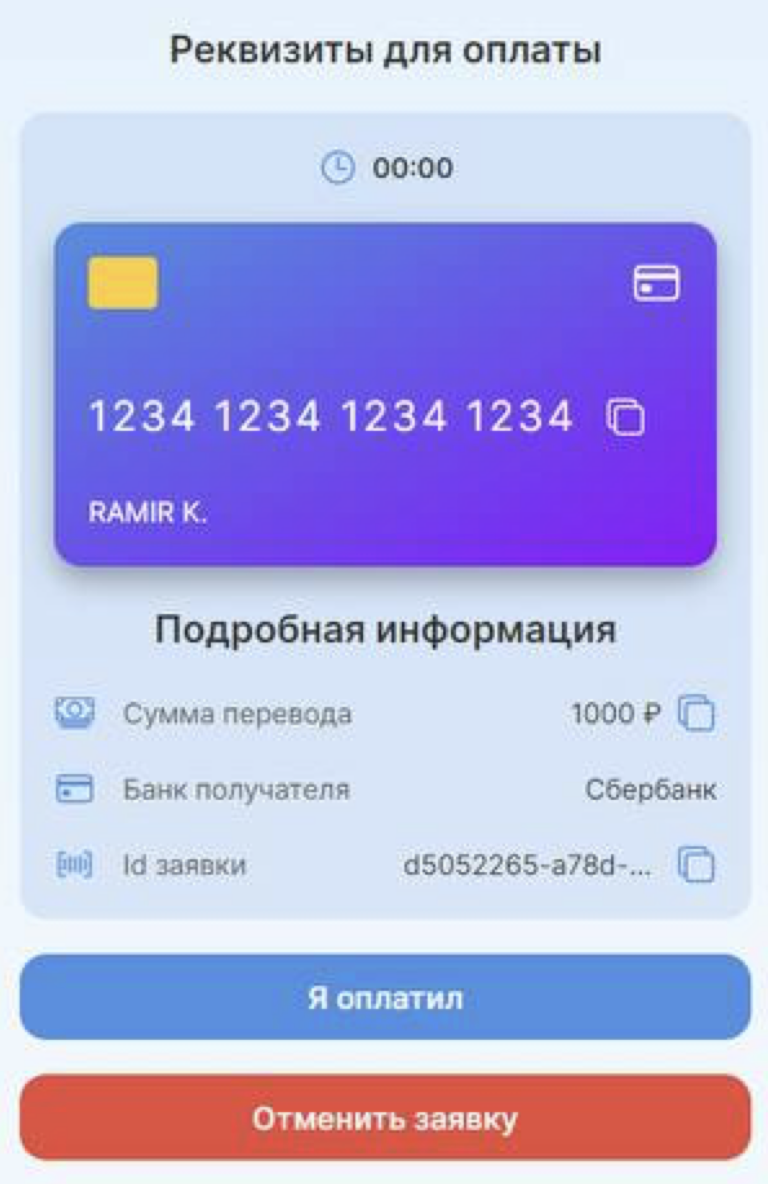 Реквизиты для оплаты
00:00
1234 1234 1234 1234
RAMIR K.
Подробная информация
Сумма перевода 1000 ₽
Банк получателя Сбербанк
Id заявки d5052265-a78d-...
Я оплатил
Отменить заявку